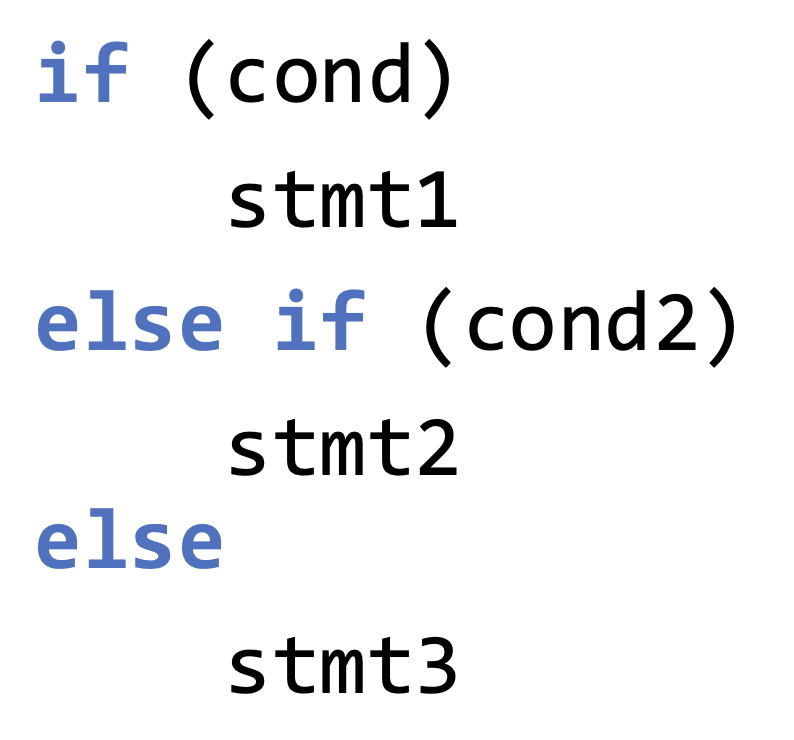 if (cond)
    stmt1
else if (cond2)
    stmt2
else
    stmt3